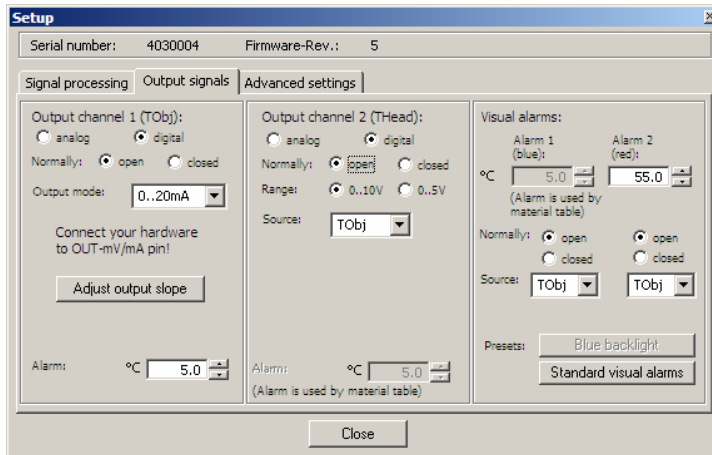 Setup
Serial number: 4030004 Firmware-Rev.: 5
Signal processing Output signals Advanced settings
Output channel 1 (TObj):
analog digital
Normally: open closed
Output mode: 0..20mA
Connect your hardware
to OUT-mV/mA pin!
Adjust output slope
Alarm: °C 5.0
Output channel 2 (THead):
analog digital
Normally: open closed
Range: 0..10V 0..5V
Source: TObj
Alarm: °C 5.0
(Alarm is used by material table)
Visual alarms:
Alarm 1 Alarm 2
(blue): (red):
°C 5.0 55.0
(Alarm is used by
material table)
Normally: open open
closed closed
Source: TObj TObj
Presets: Blue backlight
Standard visual alarms
Close